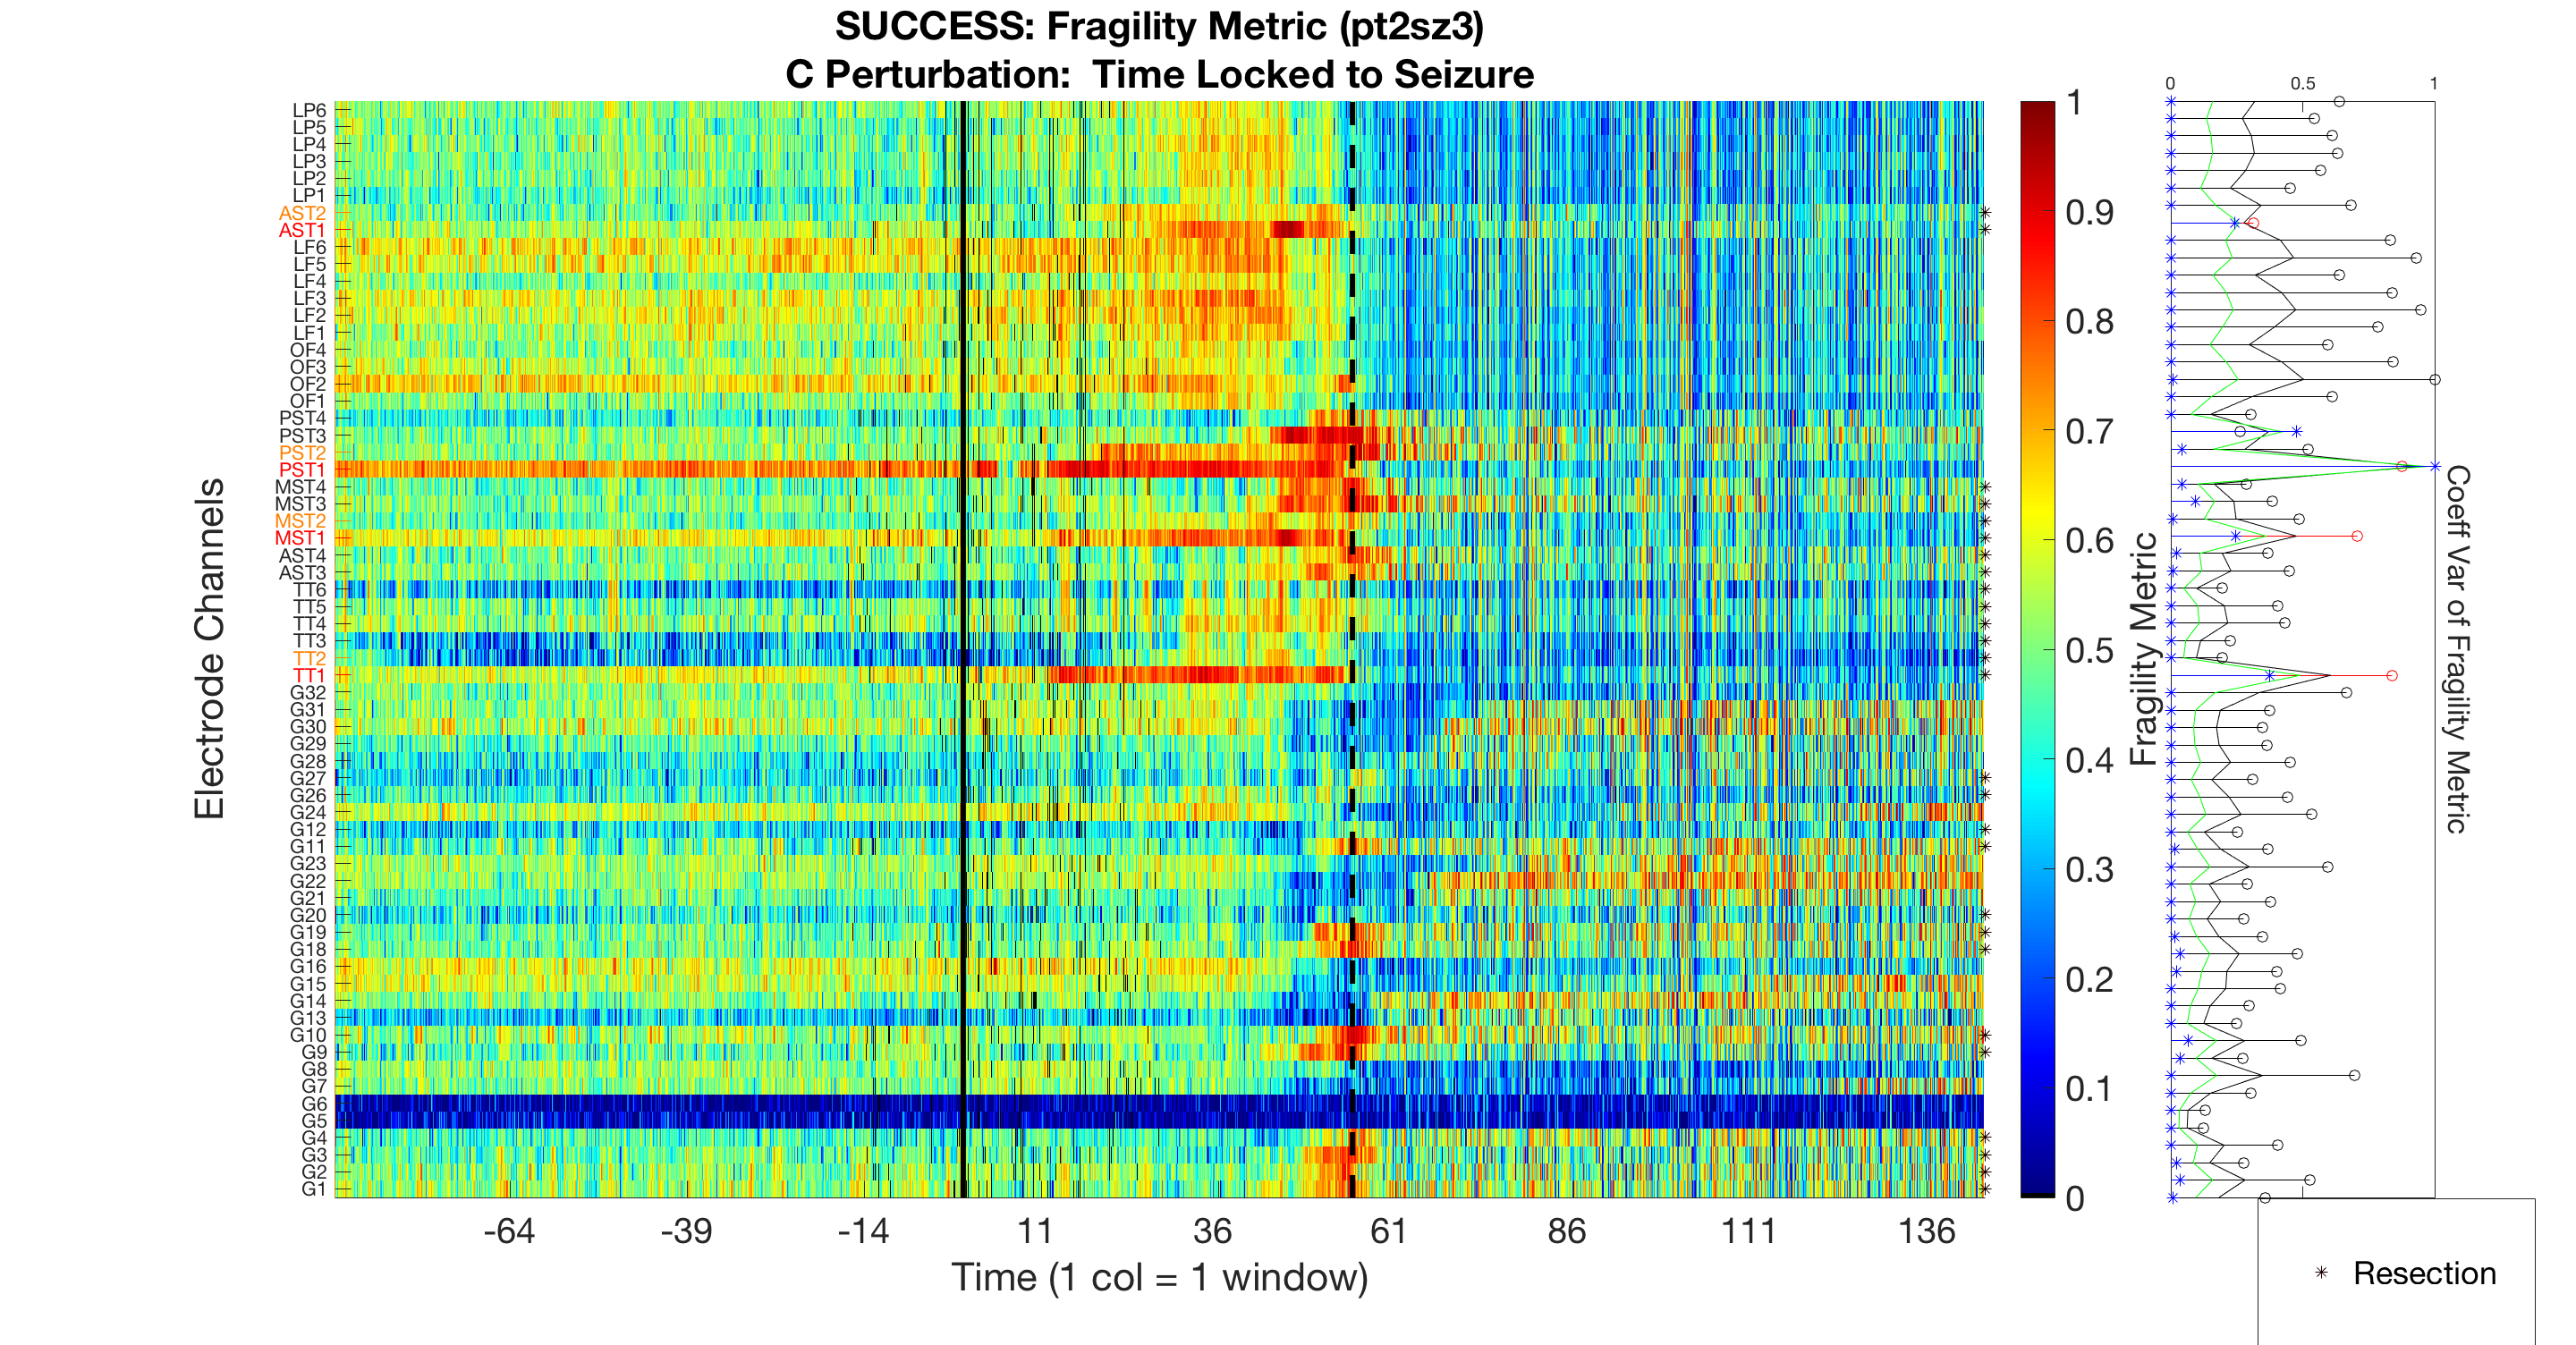 SUCCESS: Fragility Metric (pt2sz3)
C Perturbation: Time Locked to Seizure
Electrode Channels
LP6
LP5
LP4
LP3
LP2
LP1
AST2
AST1
LF6
LF5
LF4
LF3
LF2
LF1
OF4
OF3
OF2
OF1
PST4
PST3
PST2
PST1
MST4
MST3
MST2
MST1
AST4
AST3
TT6
TT5
TT4
TT3
TT2
TT1
G32
G31
G30
G29
G28
G27
G26
G24
G12
G11
G23
G22
G21
G20
G19
G18
G16
G15
G14
G13
G10
G9
G8
G7
G6
G5
G4
G3
G2
G1
-64 -39 -14 11 36 61 86 111 136
Time (1 col = 1 window)
1
0.9
0.8
0.7
0.6
0.5
0.4
0.3
0.2
0.1
0
Fragility Metric
0 0.5 1
Coeff Var of Fragility Metric
* Resection